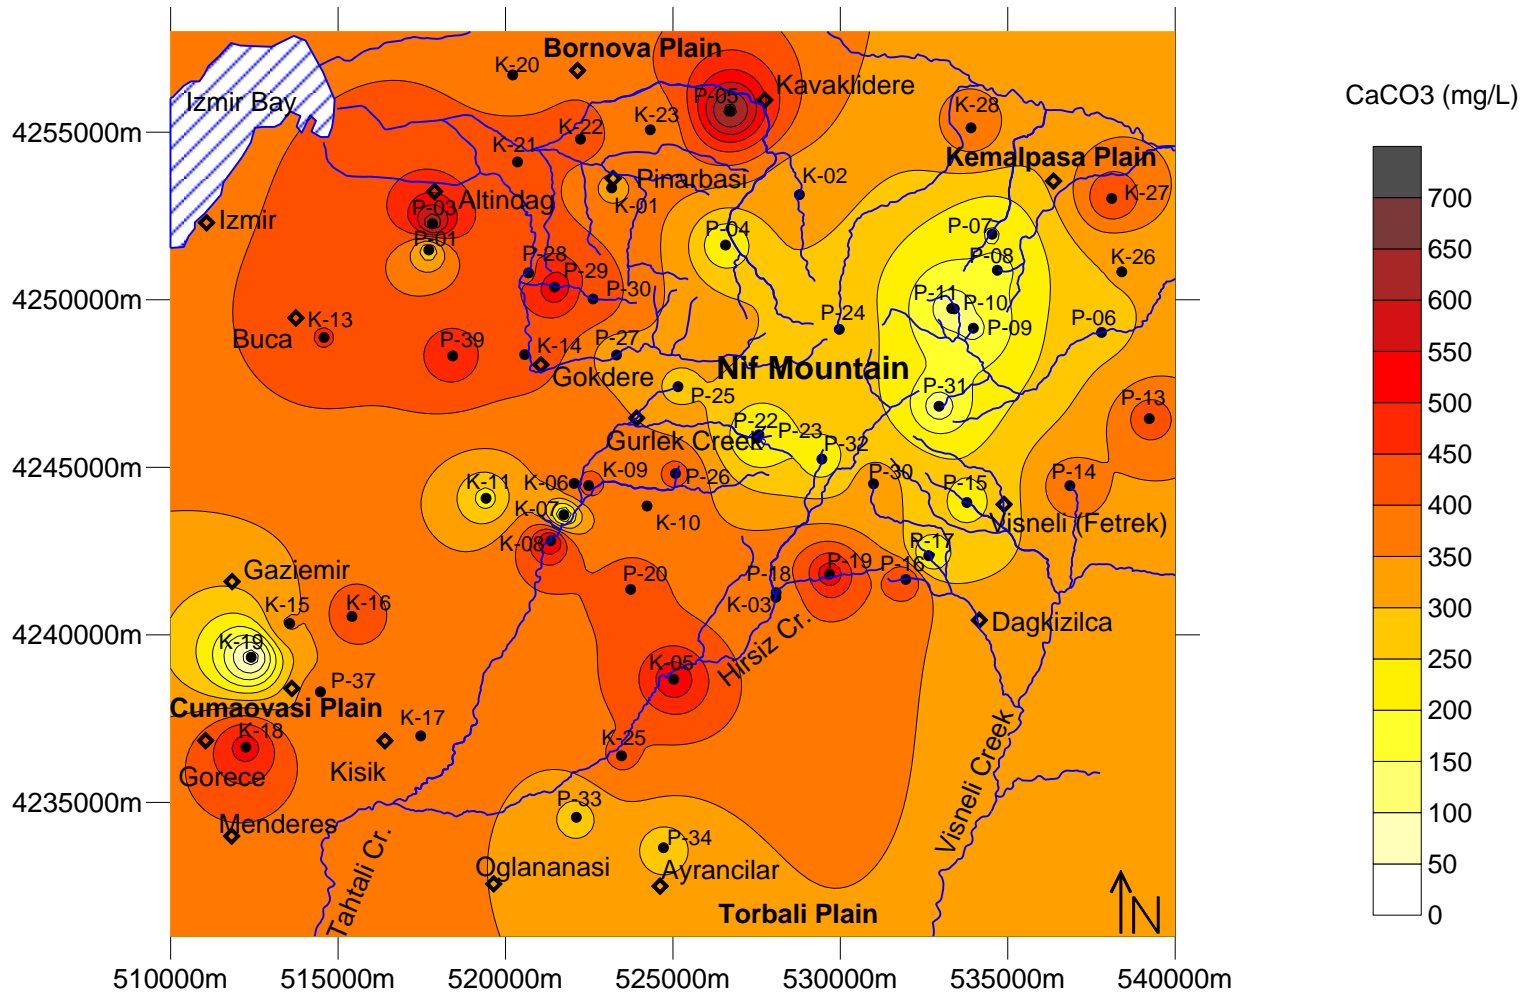 Bornova Plain
K-20
Kavaklidere
P-05
CaCO3 (mg/L)
Izmir Bay
K-28
K-23
K-22
4255000m
K-21
Kemalpasa Plain
Pinarbasi
K-02
K-27
700
Altindag
K-01
P-03
Izmir
P-04
P-07
650
P-01
P-28
P-08
K-26
P-29
600
4250000m
P-30
P-11
P-10
P-24
P-06
K-13
P-09
550
Buca
P-39
K-14
P-27
Nif Mountain
Gokdere
P-31
500
P-25
P-13
P-22
P-23
450
Gurlek Creek
P-32
4245000m
K-09
P-30
P-14
400
K-11
K-06
P-26
P-15
K-07
K-10
Visneli (Fetrek)
350
K-08
P-17
Gaziemir
P-20
P-18
P-19
P-16
300
K-15
K-16
K-03
4240000m
Dagkizilca
K-19
Hirsiz Cr.
250
K-05
P-37
Cumaovasi Plain
200
K-17
K-18
K-25
150
Gorece
Kisik
Visneli Creek
4235000m
P-33
100
Menderes
P-34
50
Oglananasi
Ayrancilar
Tahtali Cr.
Torbali Plain
N
0
510000m
515000m
520000m
525000m
530000m
535000m
540000m